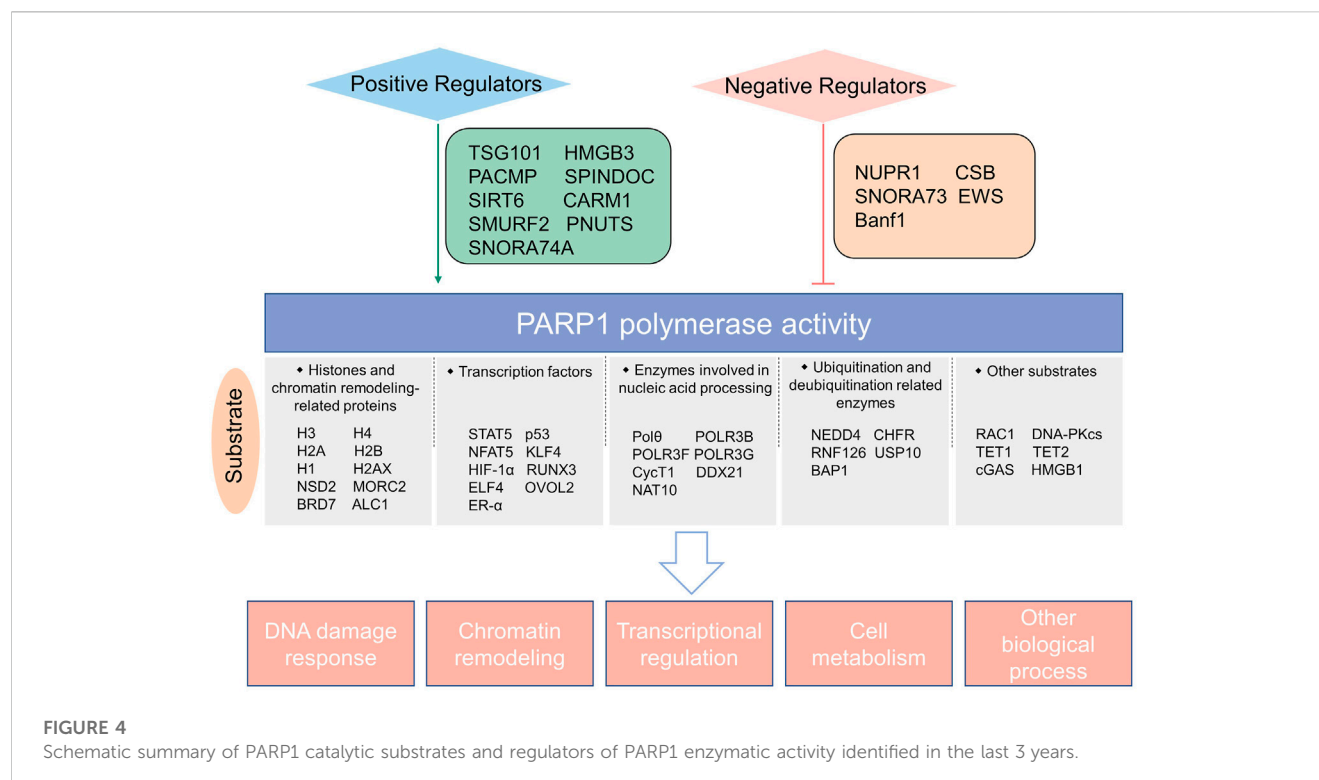 Positive Regulators
Negative Regulators
TSG101 HMGB3
PACMP SPINDOC
SIRT6 CARM1
SMURF2 PNUTS
SNORA74A
NUPR1 CSB
SNORA73 EWS
Banf1
PARP1 polymerase activity
Substrate
◆ Histones and
chromatin remodeling-
related proteins
H3 H4
H2A H2B
H1 H2AX
NSD2 MORC2
BRD7 ALC1
◆ Transcription factors
STAT5 p53
NFAT5 KLF4
HIF-1α RUNX3
ELF4 OVOL2
ER-α
◆ Enzymes involved in
nucleic acid processing
Polθ POLR3B
POLR3F POLR3G
CycT1 DDX21
NAT10
◆ Ubiquitination and
deubiquitination related
enzymes
NEDD4 CHFR
RNF126 USP10
BAP1
◆ Other substrates
RAC1 DNA-PKcs
TET1 TET2
cGAS HMGB1
DNA damage
response
Chromatin
remodeling
Transcriptional
regulation
Cell
metabolism
Other
biological
process
FIGURE 4
Schematic summary of PARP1 catalytic substrates and regulators of PARP1 enzymatic activity identified in the last 3 years.